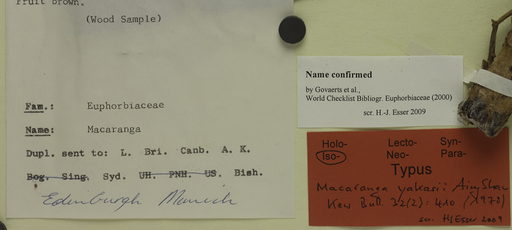 Fruit brown.
(Wood Sample)
Fam.: Euphorbiaceae
Name: Macaranga
Dupl. sent to: L. Bri. Canb. A. K.
Bog. Sing. Syd. UH. PNH. US. Bish.
Edinburgh Munich
Name confirmed
by Govaerts et al.,
World Checklist Bibliogr. Euphorbiaceae (2000)
scr. H.-J. Esser 2009
Holo- Lecto- Syn-
Iso- Neo- Para-
Typus
Macaranga yakasii Airy Shaw
Kew Bull. 32(2): 410 (1978)
scr. HJEsser 2009